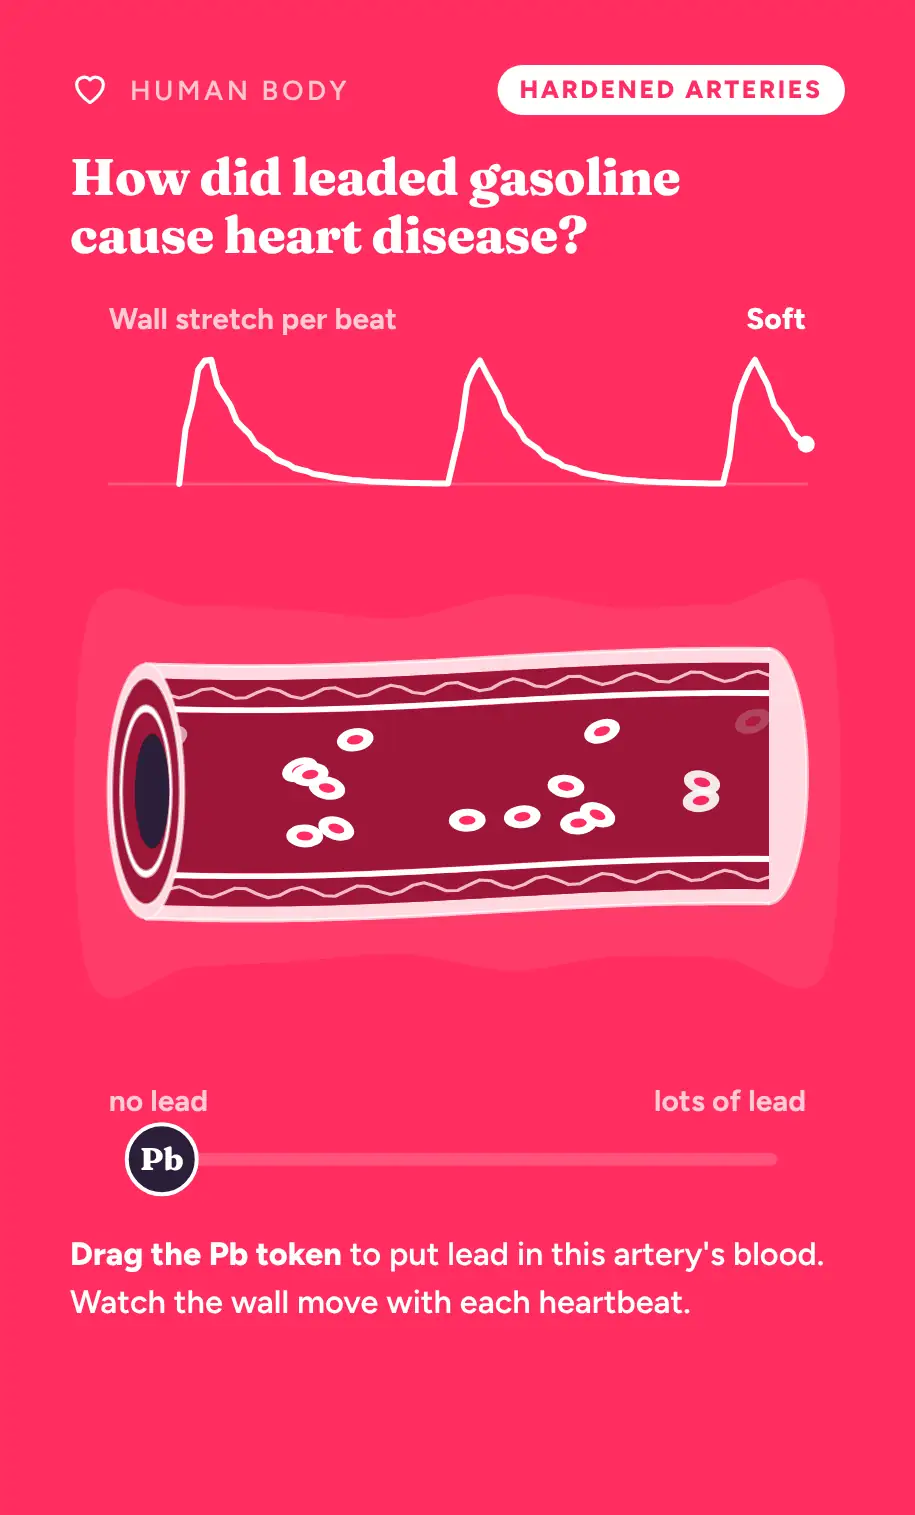 HUMAN BODY
HARDENED ARTERIES
How did leaded gasoline
cause heart disease?
Wall stretch per beat
Soft
no lead
lots of lead
Pb
Drag the Pb token to put lead in this artery's blood.
Watch the wall move with each heartbeat.